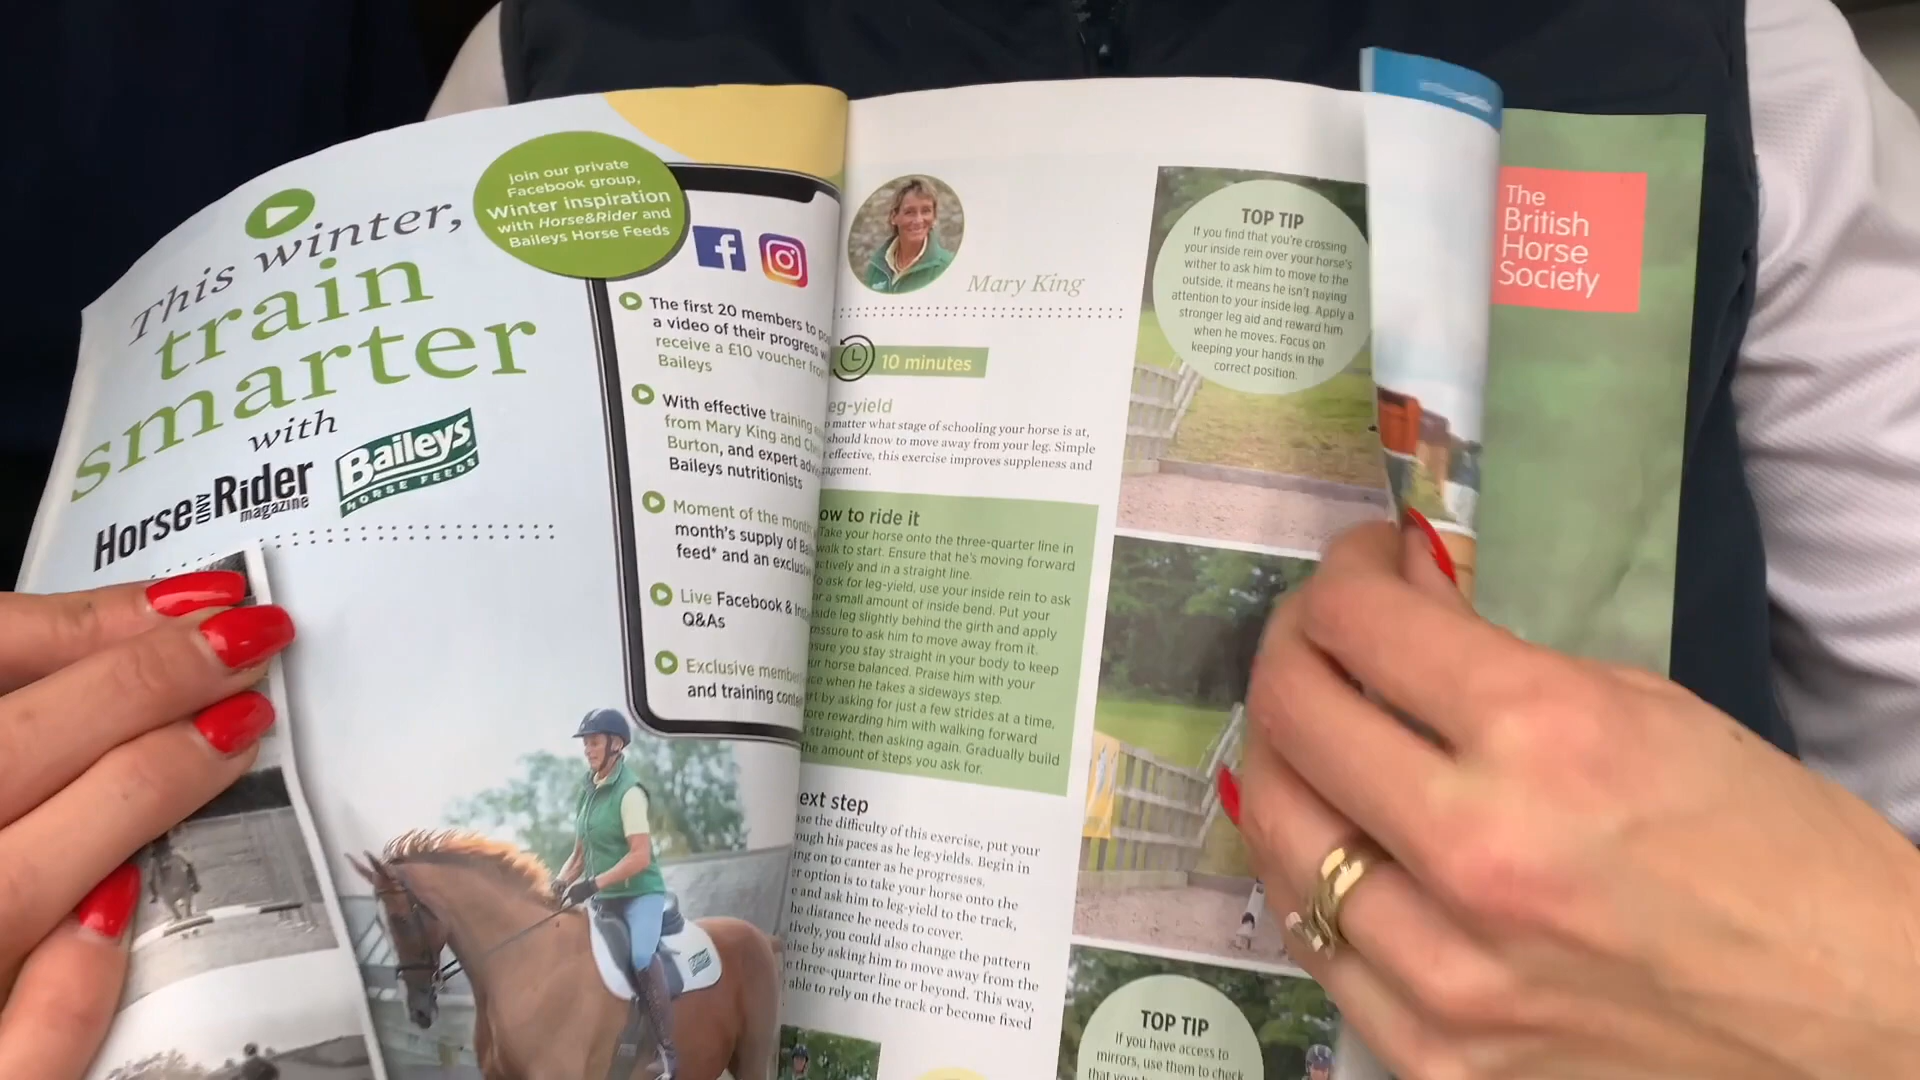 This winter,
train
smarter
with
Horse AND Rider
magazine
Baileys
HORSE FEEDS
Join our private
Facebook group,
Winter inspiration
with Horse&Rider and
Baileys Horse Feeds
The first 20 members to
a video of their progress
receive a £10 voucher
Baileys
With effective training
from Mary King and
Burton, and expert
Baileys nutritionists
Moment of the month
month's supply of
feed* and an
Live Facebook &
Q&As
Exclusive
and training
Mary King
10 minutes
eg-yield
matter what stage of schooling your horse is at,
should know to move away from your leg. Simple
effective, this exercise improves suppleness and
ow to ride it
Take your horse onto the three-quarter line in
walk to start. Ensure that he's moving forward
actively and in a straight line.
ask for leg-yield, use your inside rein to ask
a small amount of inside bend. Put your
leg slightly behind the girth and apply
to ask him to move away from it.
you stay straight in your body to keep
horse balanced. Praise him with your
when he takes a sideways step.
by asking for just a few strides at a time,
rewarding him with walking forward
straight, then asking again. Gradually build
the amount of steps you ask for.
ext step
the difficulty of this exercise, put your
his paces as he leg-yields. Begin in
on to canter as he progresses.
option is to take your horse onto the
and ask him to leg-yield to the track,
distance he needs to cover.
you could also change the pattern
by asking him to move away from the
three-quarter line or beyond. This way,
able to rely on the track or become fixed
TOP TIP
If you find that you're crossing
your inside rein over your horse's
wither to ask him to move to the
outside, it means he isn't paying
attention to your inside leg. Apply a
stronger leg aid and reward him
when he moves. Focus on
keeping your hands in the
correct position.
TOP TIP
If you have access to
mirrors, use them to check
The
British
Horse
Society